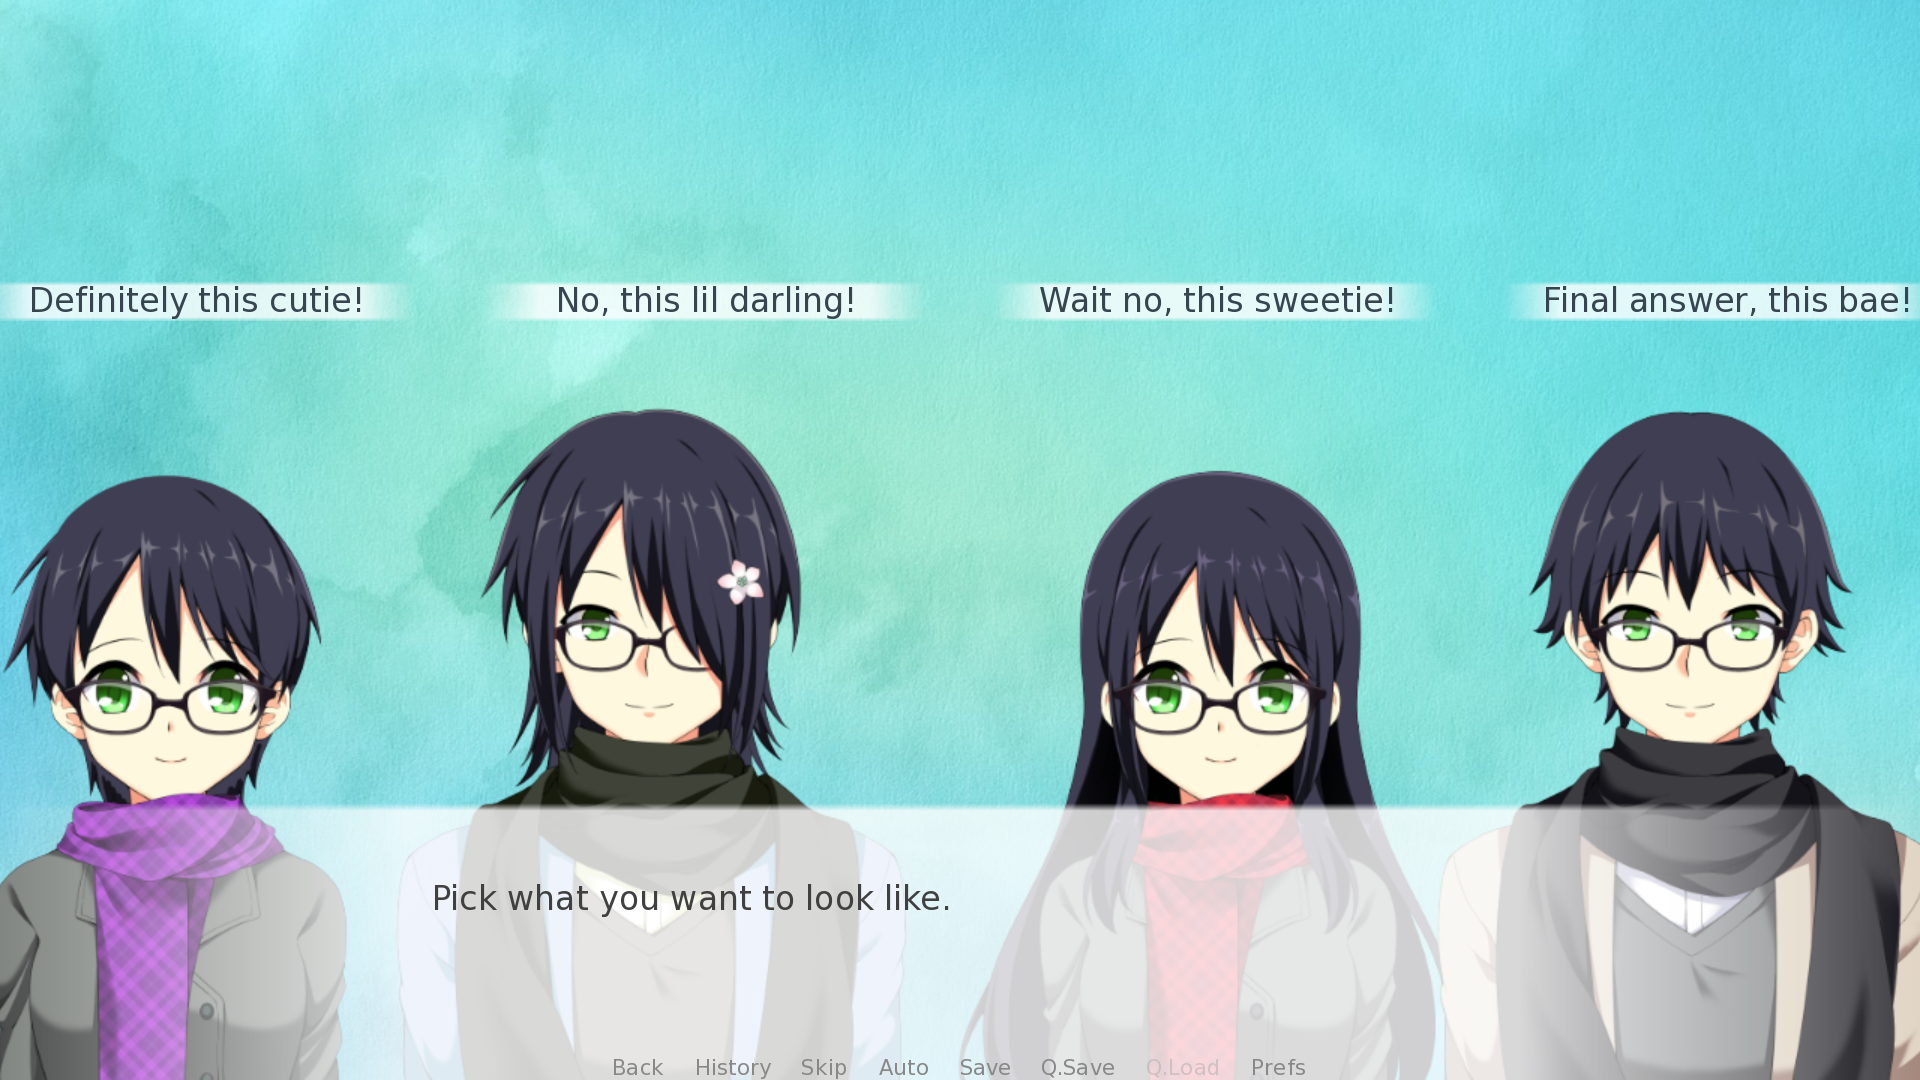 Definitely this cutie!
No, this lil darling!
Wait no, this sweetie!
Final answer, this bae!
Pick what you want to look like.
Back History Skip Auto Save Q.Save Q.Load Prefs